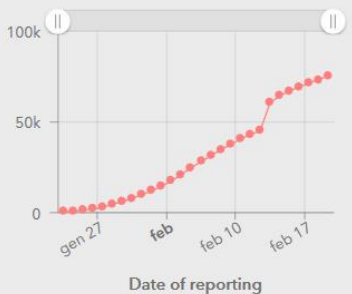 100k
50k
0
gen 27
feb
feb 10
feb 17
Date of reporting